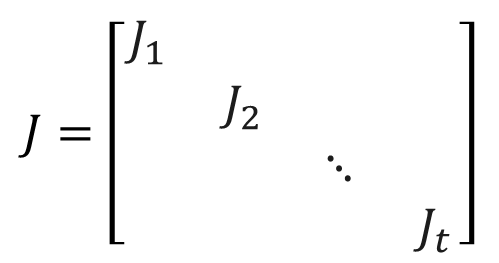 J₁
J₂
J = [ ⋱ ]
Jₜ